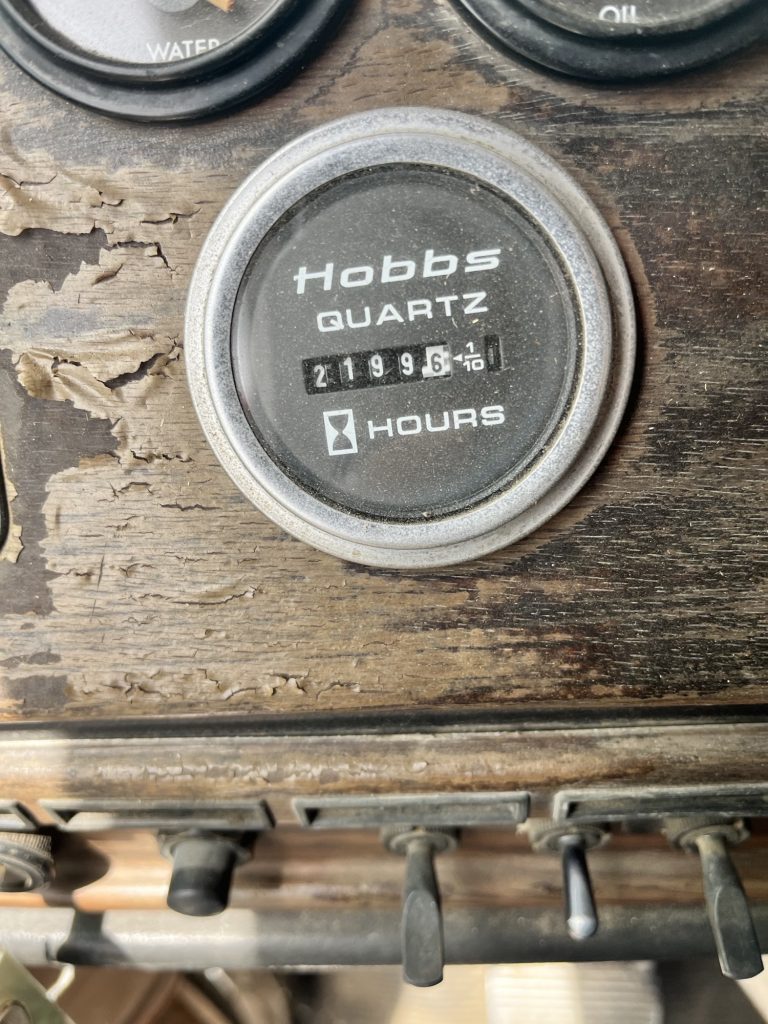 WATER
OIL
Hobbs
QUARTZ
21996 1/10
HOURS